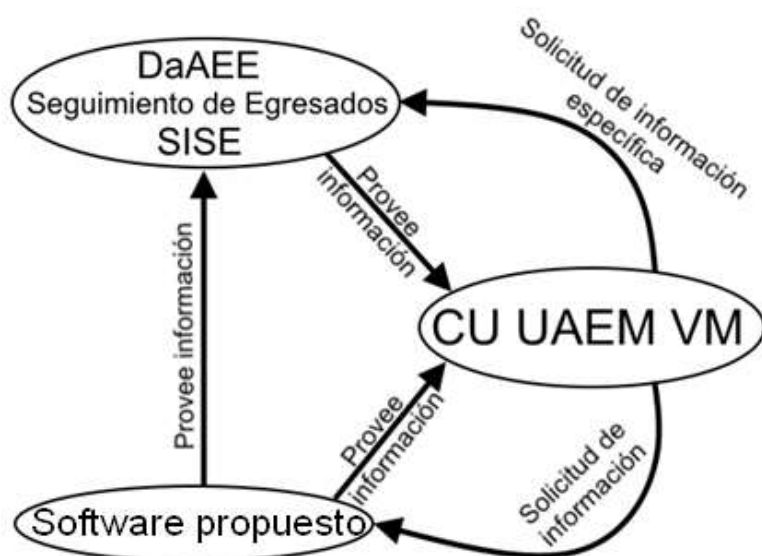 DaAEE
Seguimiento de Egresados
SISE
Solicitud de información
específica
Provee
información
Provee información
CU UAEM VM
Provee
información
Solicitud de
información
Software propuesto